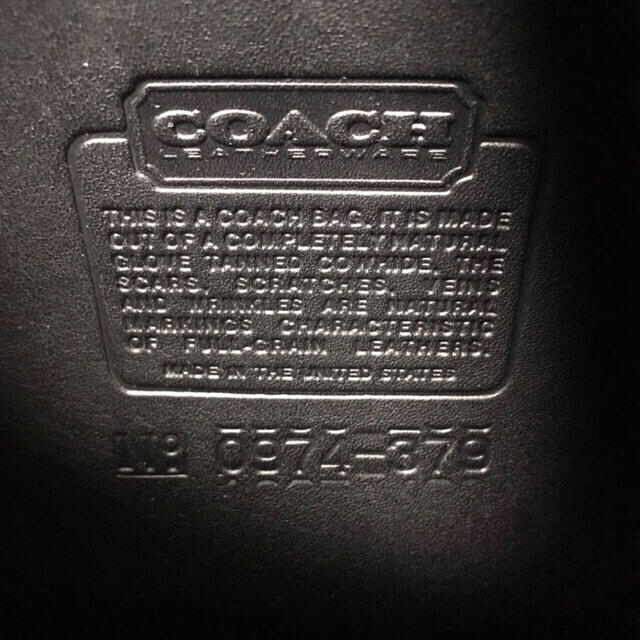 COACH
LEATHERWARE
THIS IS A COACH BAG. IT IS MADE
OUT OF A COMPLETELY NATURAL
GLOVE TANNED COWHIDE. THE
SCARS, SCRATCHES, VEINS
AND WRINKLES ARE NATURAL
MARKINGS CHARACTERISTIC
OF FULL-GRAIN LEATHERS.
MADE IN THE UNITED STATES
Nº 0974-379